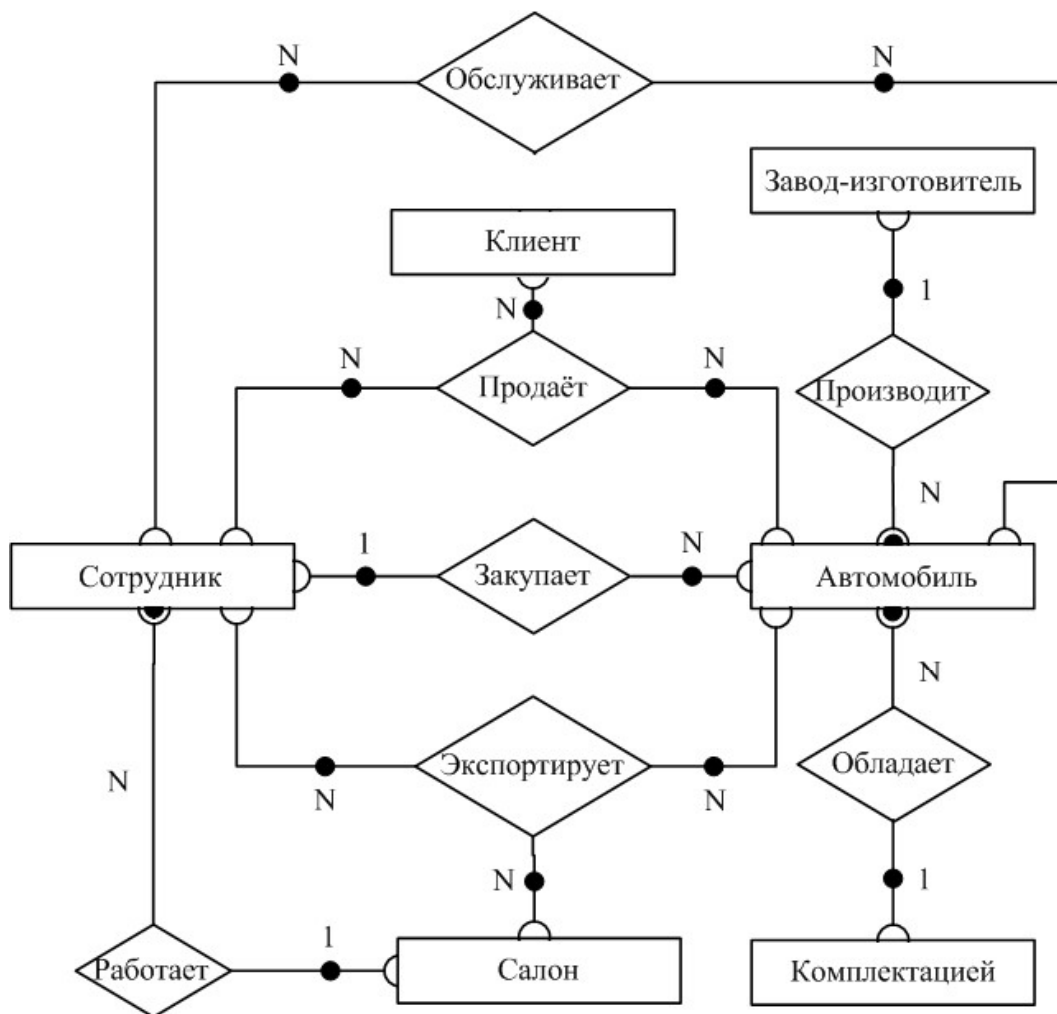 N
Обслуживает
N
Завод-изготовитель
Клиент
1
N
N
Продаёт
N
Производит
N
Сотрудник
1
Закупает
N
Автомобиль
N
N
Экспортирует
Обладает
N
N
N
1
1
Работает
Салон
Комплектацией